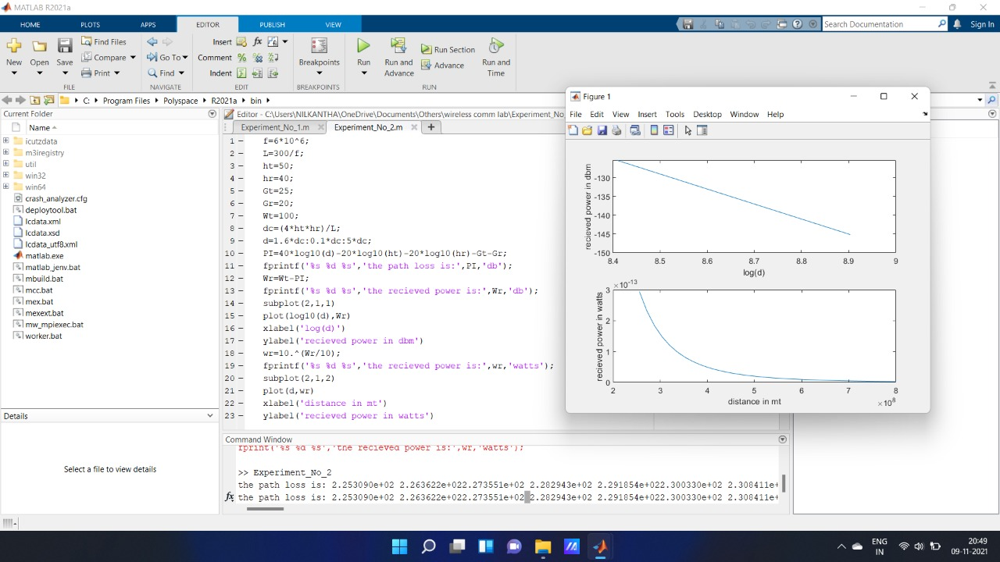 MATLAB R2021a
HOME PLOTS APPS EDITOR PUBLISH VIEW
Search Documentation
Sign In
New
Open
Save
Find Files
Compare
Print
FILE
Go To
Find
NAVIGATE
Insert fx
Comment %
Indent
EDIT
Breakpoints
BREAKPOINTS
Run
Run and Advance
Run Section
Advance
Run and Time
RUN
C: Program Files Polyspace R2021a bin
Current Folder
Name
icutzdata
m3iregistry
util
win32
win64
crash_analyzer.cfg
deploytool.bat
lcdata.xml
lcdata.xsd
lcdata_utf8.xml
matlab.exe
matlab_jenv.bat
mbuild.bat
mcc.bat
mex.bat
mexext.bat
mw_mpiexec.bat
worker.bat
Details
Select a file to view details
Editor - C:\Users\NILKANTHA\OneDrive\Documents\Others\wireless comm lab\Experiment_No
Experiment_No_1.m Experiment_No_2.m
1 - f=6*10^6;
2 - L=300/f;
3 - ht=50;
4 - hr=40;
5 - Gt=25;
6 - Gr=20;
7 - Wt=100;
8 - dc=(4*ht*hr)/L;
9 - d=1.6*dc:0.1*dc:5*dc;
10 - PI=40*log10(d)-20*log10(ht)-20*log10(hr)-Gt-Gr;
11 - fprintf('%s %d %s','the path loss is:',PI,'db');
12 - Wr=Wt-PI;
13 - fprintf('%s %d %s','the recieved power is:',Wr,'db');
14 - subplot(2,1,1)
15 - plot(log10(d),Wr)
16 - xlabel('log(d)')
17 - ylabel('recieved power in dbm')
18 - wr=10.^(Wr/10);
19 - fprintf('%s %d %s','the recieved power is:',wr,'watts');
20 - subplot(2,1,2)
21 - plot(d,wr)
22 - xlabel('distance in mt')
23 - ylabel('recieved power in watts')
Command Window
fprint('%s %d %s','the recieved power is:',wr,'watts');
>> Experiment_No_2
the path loss is: 2.253090e+02 2.263622e+022.273551e+02 2.282943e+02 2.291854e+022.300330e+02 2.308411e+
fx the path loss is: 2.253090e+02 2.263622e+022.273551e+02 2.282943e+02 2.291854e+022.300330e+02 2.308411e+
Figure 1
File Edit View Insert Tools Desktop Window Help
recieved power in dbm
-130
-135
-140
-145
-150
8.4 8.5 8.6 8.7 8.8 8.9 9
log(d)
×10-13
recieved power in watts
3
2
1
0
2 3 4 5 6 7 8
distance in mt
×10 8
ENG
IN
20:49
09-11-2021